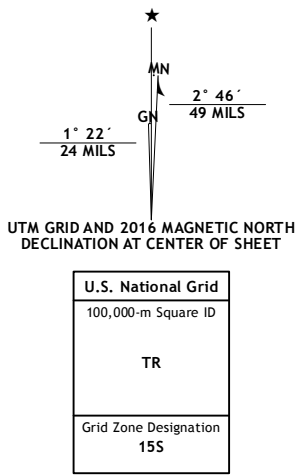 ★
MN
GN
2° 46´
49 MILS
1° 22´
24 MILS
UTM GRID AND 2016 MAGNETIC NORTH
DECLINATION AT CENTER OF SHEET
U.S. National Grid
100,000-m Square ID
TR
Grid Zone Designation
15S